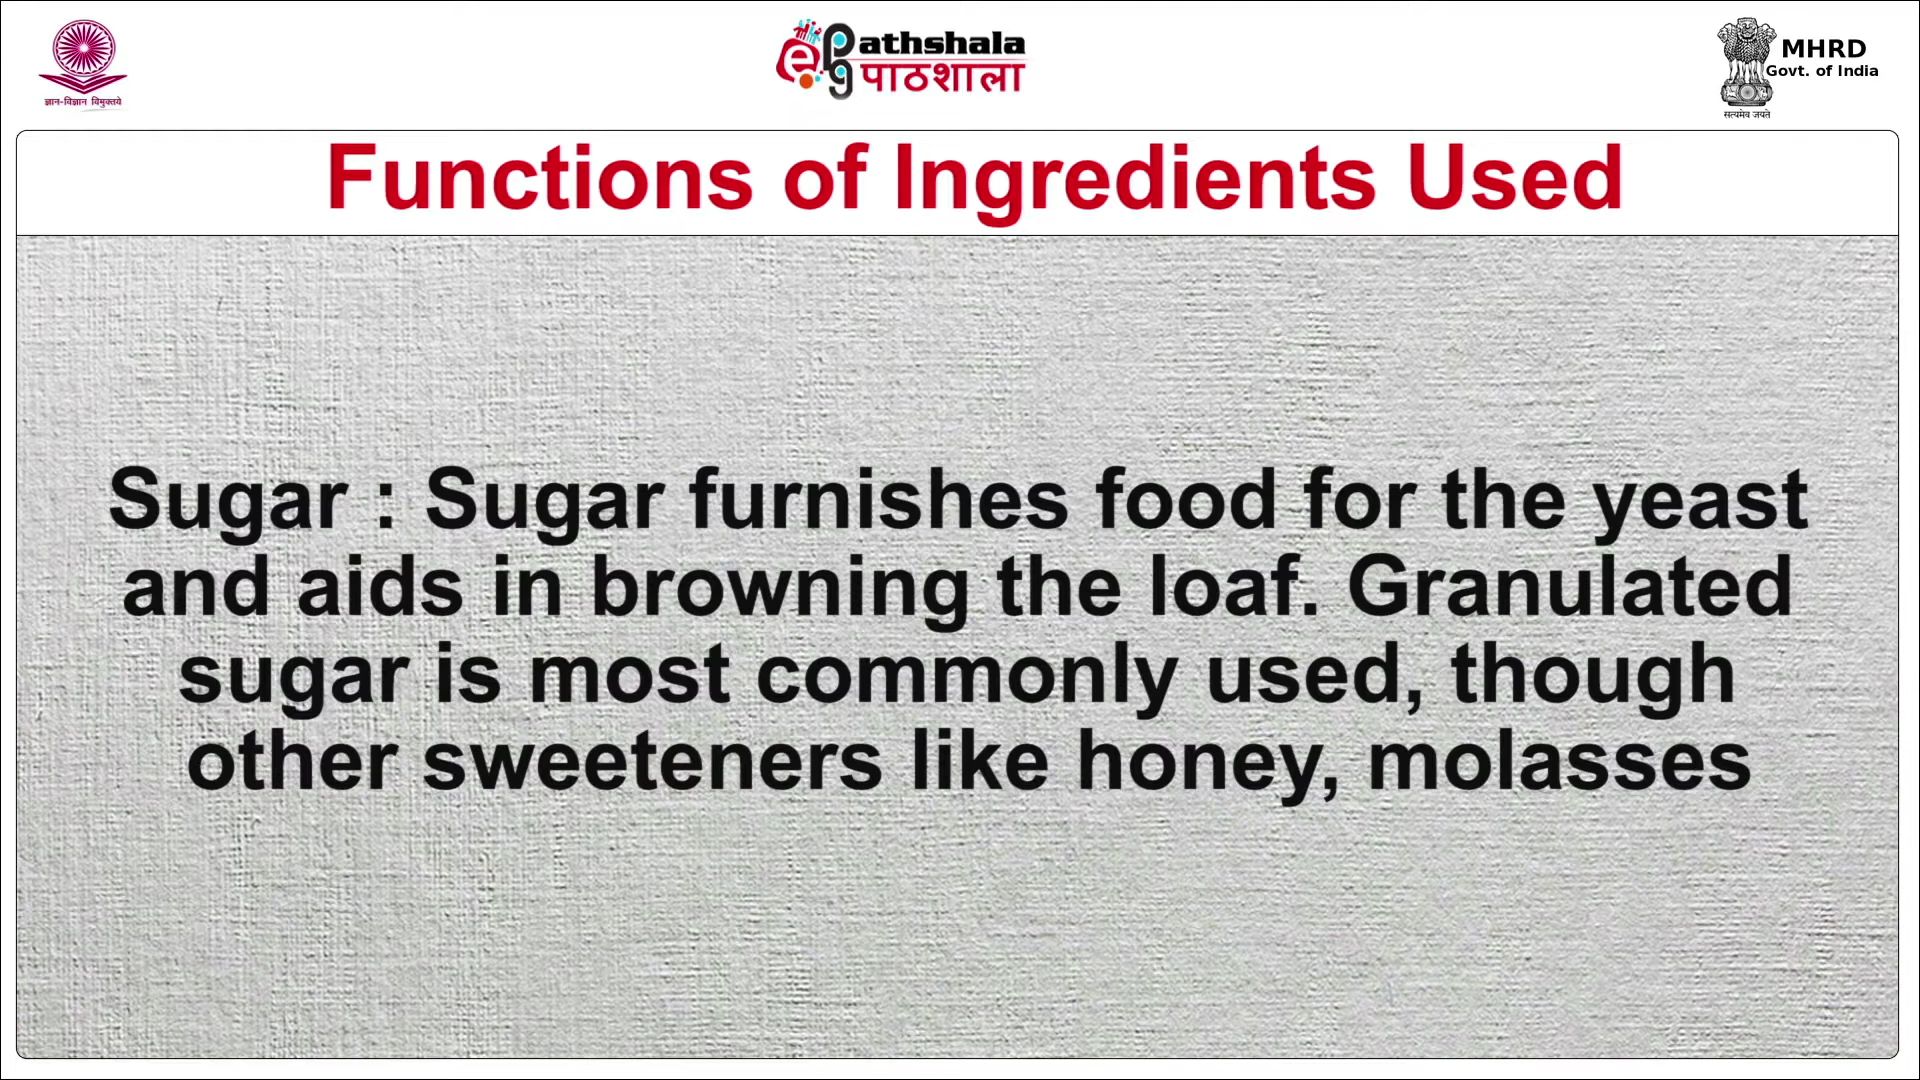 ज्ञान-विज्ञान विमुक्तये
ePG Pathshala
पाठशाला
MHRD
Govt. of India
सत्यमेव जयते
Functions of Ingredients Used
Sugar : Sugar furnishes food for the yeast
and aids in browning the loaf. Granulated
sugar is most commonly used, though
other sweeteners like honey, molasses